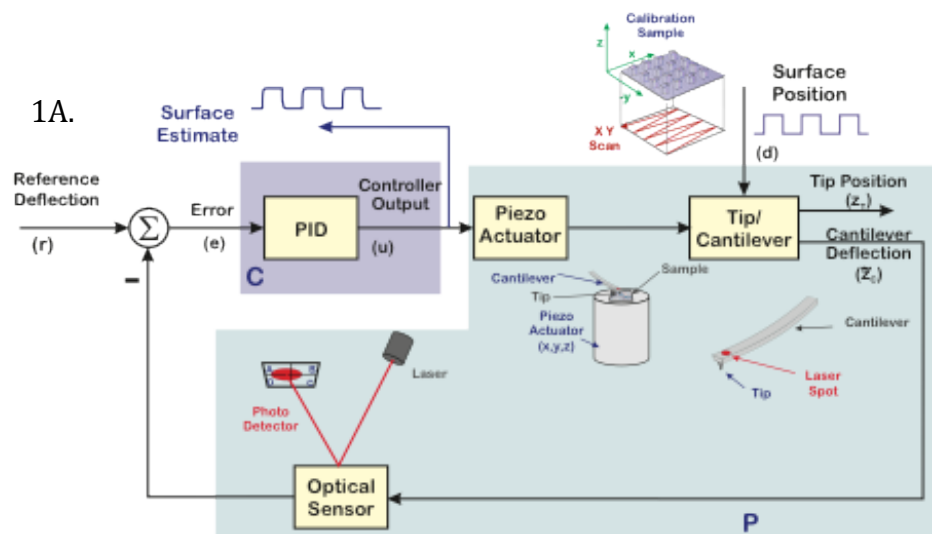 1A.
Calibration
Sample
z
x
-y
X Y
Scan
Surface
Position
(d)
Surface
Estimate
Reference
Deflection
(r)
Σ
Error
(e)
PID
C
Controller
Output
(u)
Piezo
Actuator
Tip/
Cantilever
Tip Position
Cantilever
Deflection
−
Cantilever
Sample
Tip
Piezo
Actuator
(x,y,z)
Cantilever
Laser
Spot
Tip
Laser
Photo
Detector
Optical
Sensor
P